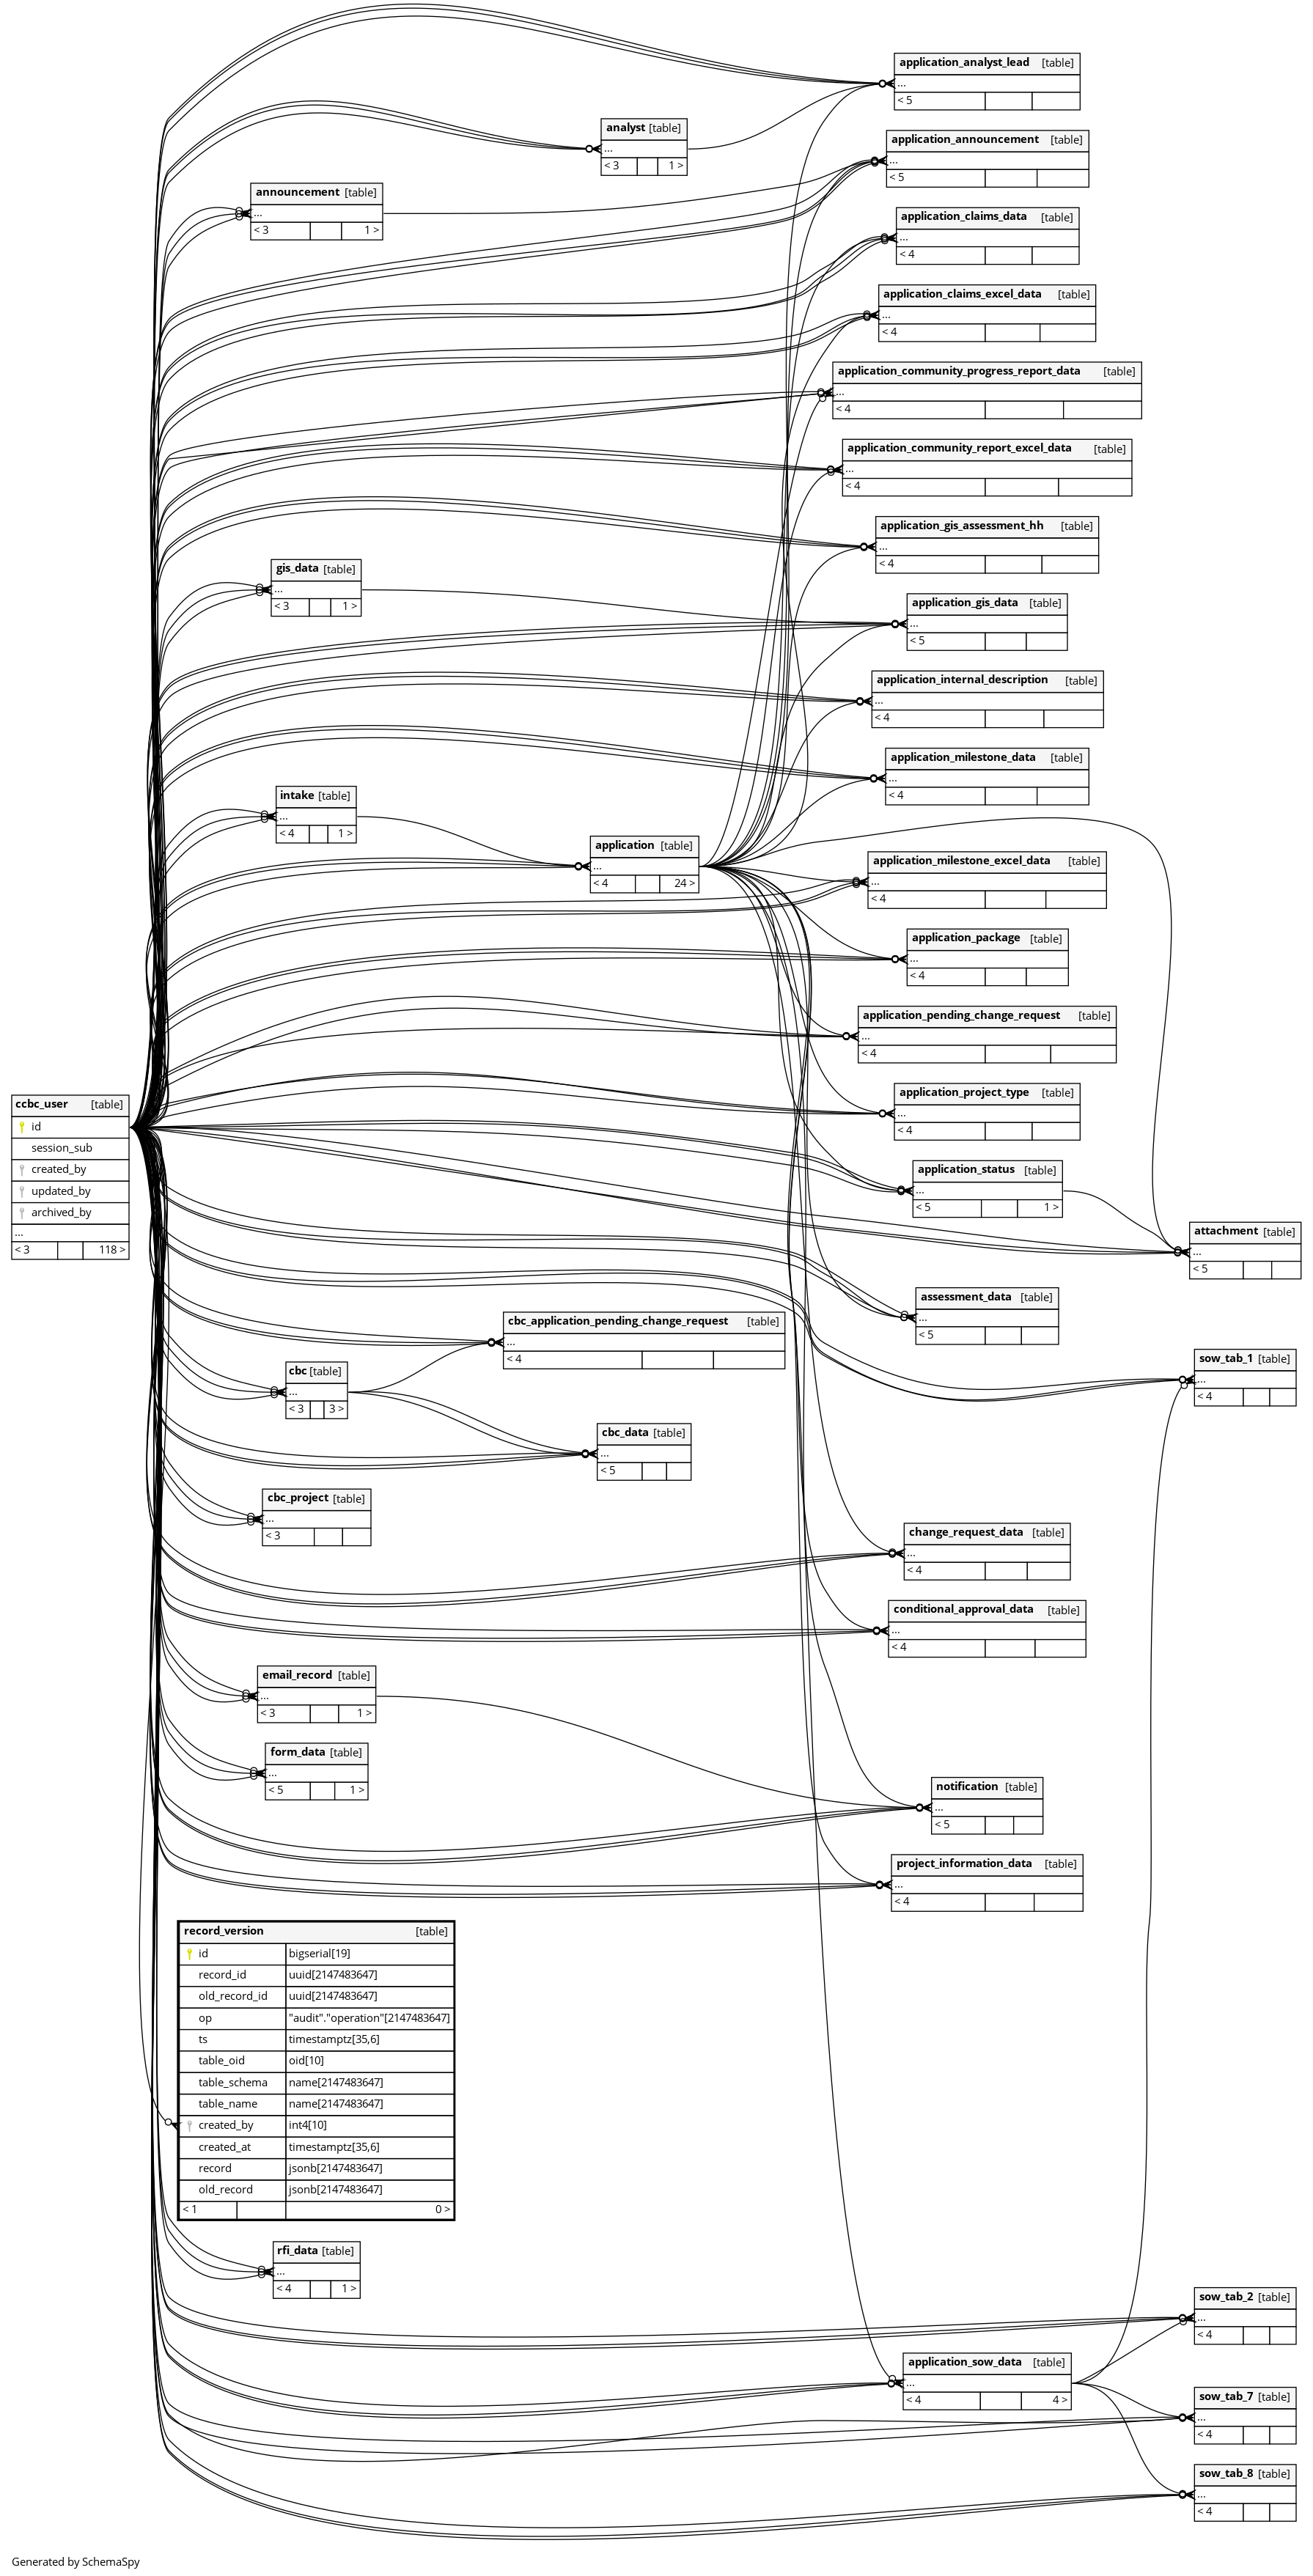 application_analyst_lead [table]
...
< 5
analyst [table]
...
< 3 1 >
application_announcement [table]
...
< 5
announcement [table]
...
< 3 1 >
application_claims_data [table]
...
< 4
application_claims_excel_data [table]
...
< 4
application_community_progress_report_data [table]
...
< 4
application_community_report_excel_data [table]
...
< 4
application_gis_assessment_hh [table]
...
< 4
gis_data [table]
...
< 3 1 >
application_gis_data [table]
...
< 5
application_internal_description [table]
...
< 4
application_milestone_data [table]
...
< 4
intake [table]
...
< 4 1 >
application [table]
...
< 4 24 >
application_milestone_excel_data [table]
...
< 4
application_package [table]
...
< 4
application_pending_change_request [table]
...
< 4
application_project_type [table]
...
< 4
ccbc_user [table]
id
session_sub
created_by
updated_by
archived_by
...
< 3 118 >
application_status [table]
...
< 5 1 >
attachment [table]
...
< 5
assessment_data [table]
...
< 5
cbc_application_pending_change_request [table]
...
< 4
sow_tab_1 [table]
...
< 4
cbc [table]
...
< 3 3 >
cbc_data [table]
...
< 5
cbc_project [table]
...
< 3
change_request_data [table]
...
< 4
conditional_approval_data [table]
...
< 4
email_record [table]
...
< 3 1 >
form_data [table]
...
< 5 1 >
notification [table]
...
< 5
project_information_data [table]
...
< 4
record_version [table]
id bigserial[19]
record_id uuid[2147483647]
old_record_id uuid[2147483647]
op "audit"."operation"[2147483647]
ts timestamptz[35,6]
table_oid oid[10]
table_schema name[2147483647]
table_name name[2147483647]
created_by int4[10]
created_at timestamptz[35,6]
record jsonb[2147483647]
old_record jsonb[2147483647]
< 1 0 >
rfi_data [table]
...
< 4 1 >
sow_tab_2 [table]
...
< 4
application_sow_data [table]
...
< 4 4 >
sow_tab_7 [table]
...
< 4
sow_tab_8 [table]
...
< 4
Generated by SchemaSpy